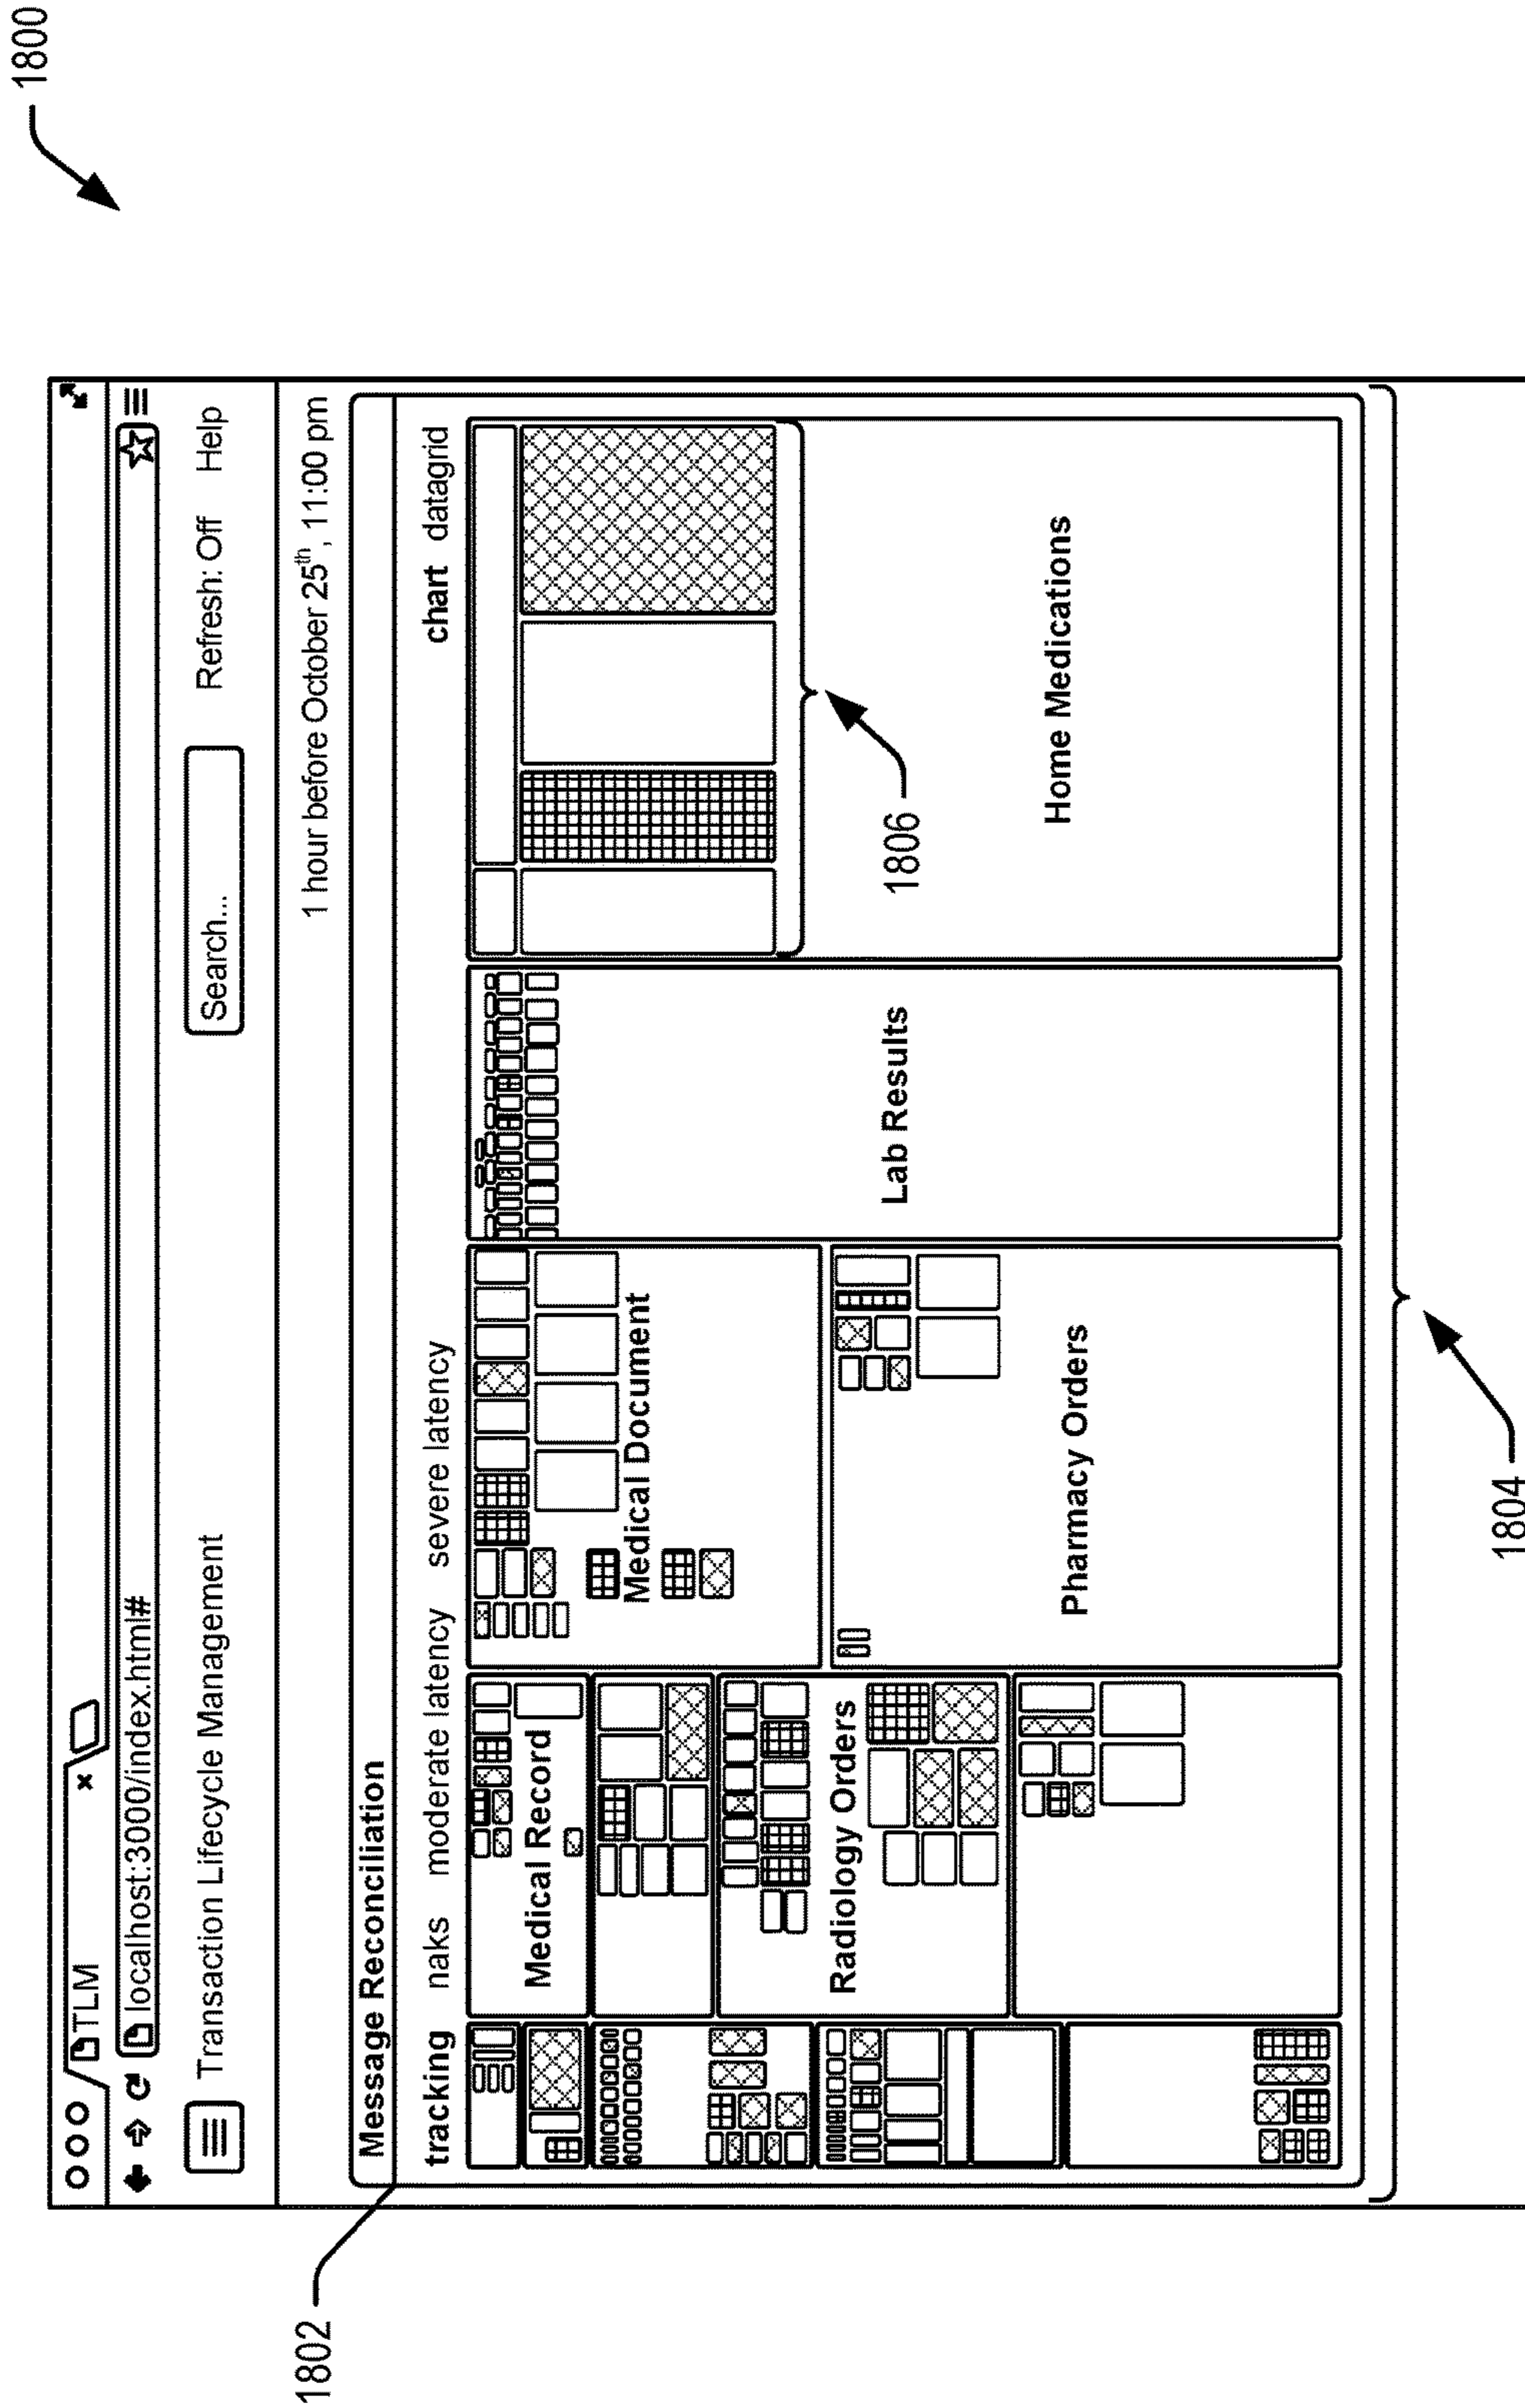 1800
TLM ×
localhost:3000/index.html#
Transaction Lifecycle Management Search... Refresh: Off Help
1 hour before October 25th, 11:00 pm
1802
Message Reconciliation
tracking naks moderate latency severe latency chart datagrid
Medical Record
Medical Document
Radiology Orders
Pharmacy Orders
Lab Results
1806
Home Medications
1804